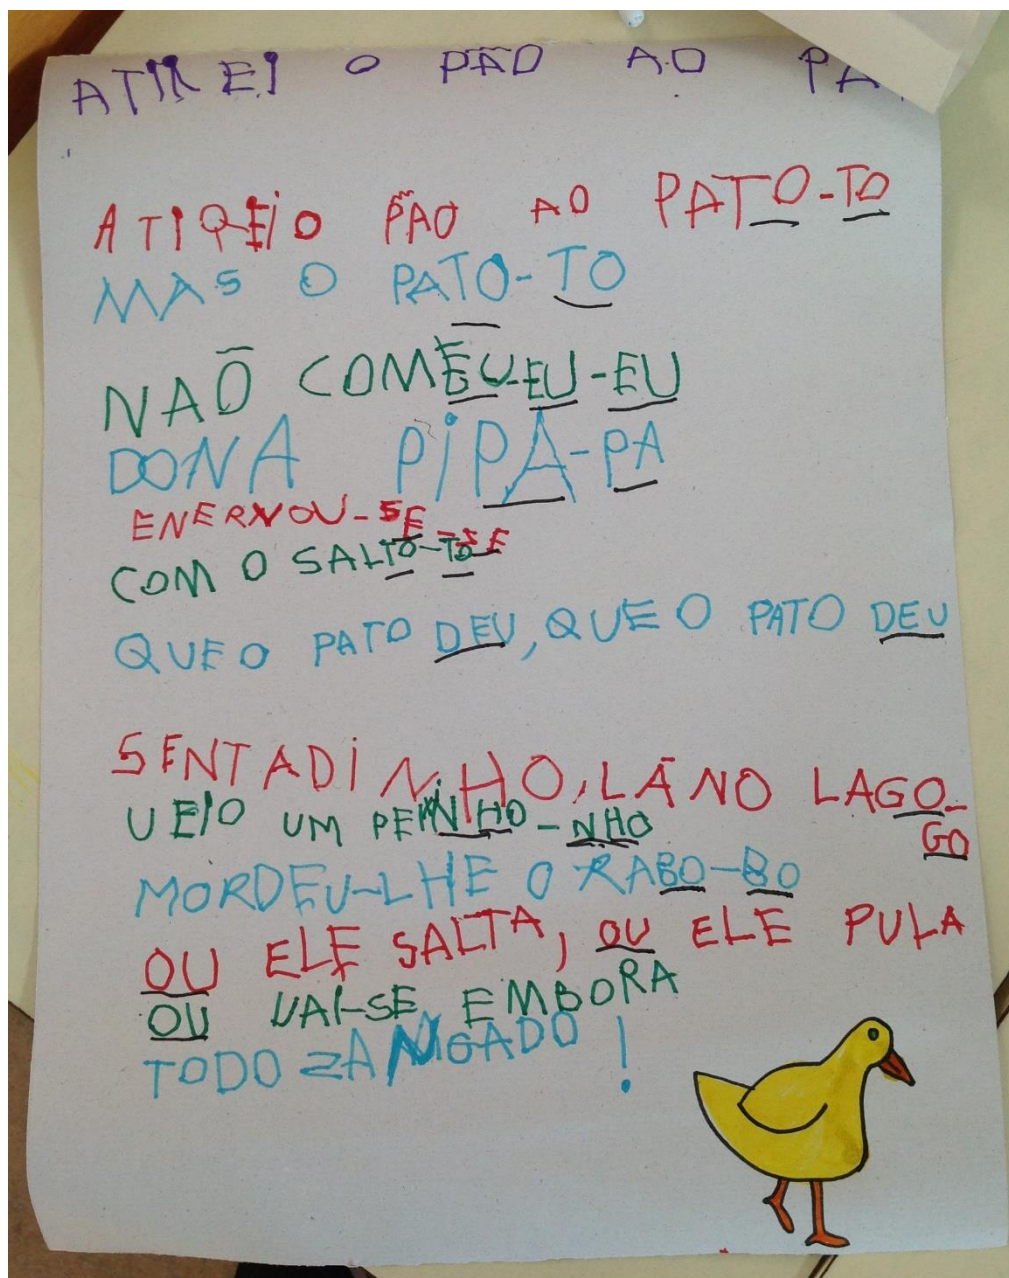 ATIREI O PÃO AO PA
ATIREI O PÃO AO PATO-TO
MAS O PATO-TO
NAÕ COMEU-EU-EU
DONA PIPA-PA
ENERVOU-SE-SE
COM O SALTO-TO
QUE O PATO DEU, QUE O PATO DEU
SENTADINHO, LÁ NO LAGO-
GO
VEIO UM PEIXINHO-NHO
MORDEU-LHE O RABO-BO
OU ELE SALTA, OU ELE PULA
OU VAI-SE EMBORA
TODO ZANGADO!